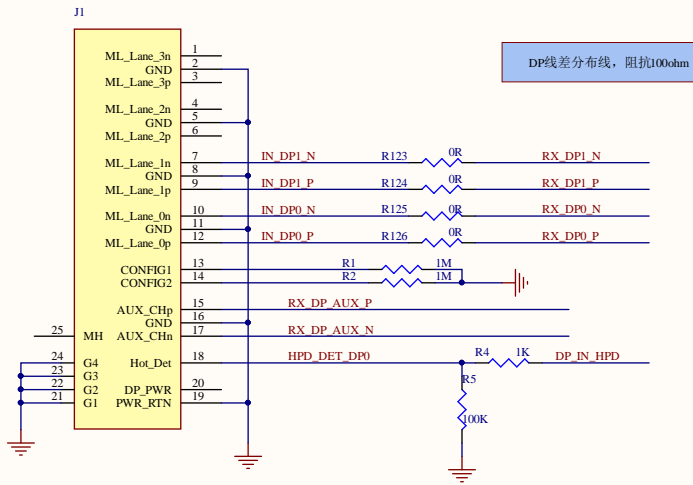 J1
DP线差分布线，阻抗100ohm
ML_Lane_3n 1
GND 2
ML_Lane_3p 3
ML_Lane_2n 4
GND 5
ML_Lane_2p 6
ML_Lane_1n 7 IN_DP1_N R123 0R RX_DP1_N
GND 8
ML_Lane_1p 9 IN_DP1_P R124 0R RX_DP1_P
ML_Lane_0n 10 IN_DP0_N R125 0R RX_DP0_N
GND 11
ML_Lane_0p 12 IN_DP0_P R126 0R RX_DP0_P
CONFIG1 13 R1 1M
CONFIG2 14 R2 1M
AUX_CHp 15 RX_DP_AUX_P
GND 16
25 MH AUX_CHn 17 RX_DP_AUX_N
24 G4 Hot_Det 18 HPD_DET_DP0 R4 1K DP_IN_HPD
23 G3
22 G2 DP_PWR 20
21 G1 PWR_RTN 19
R5
100K